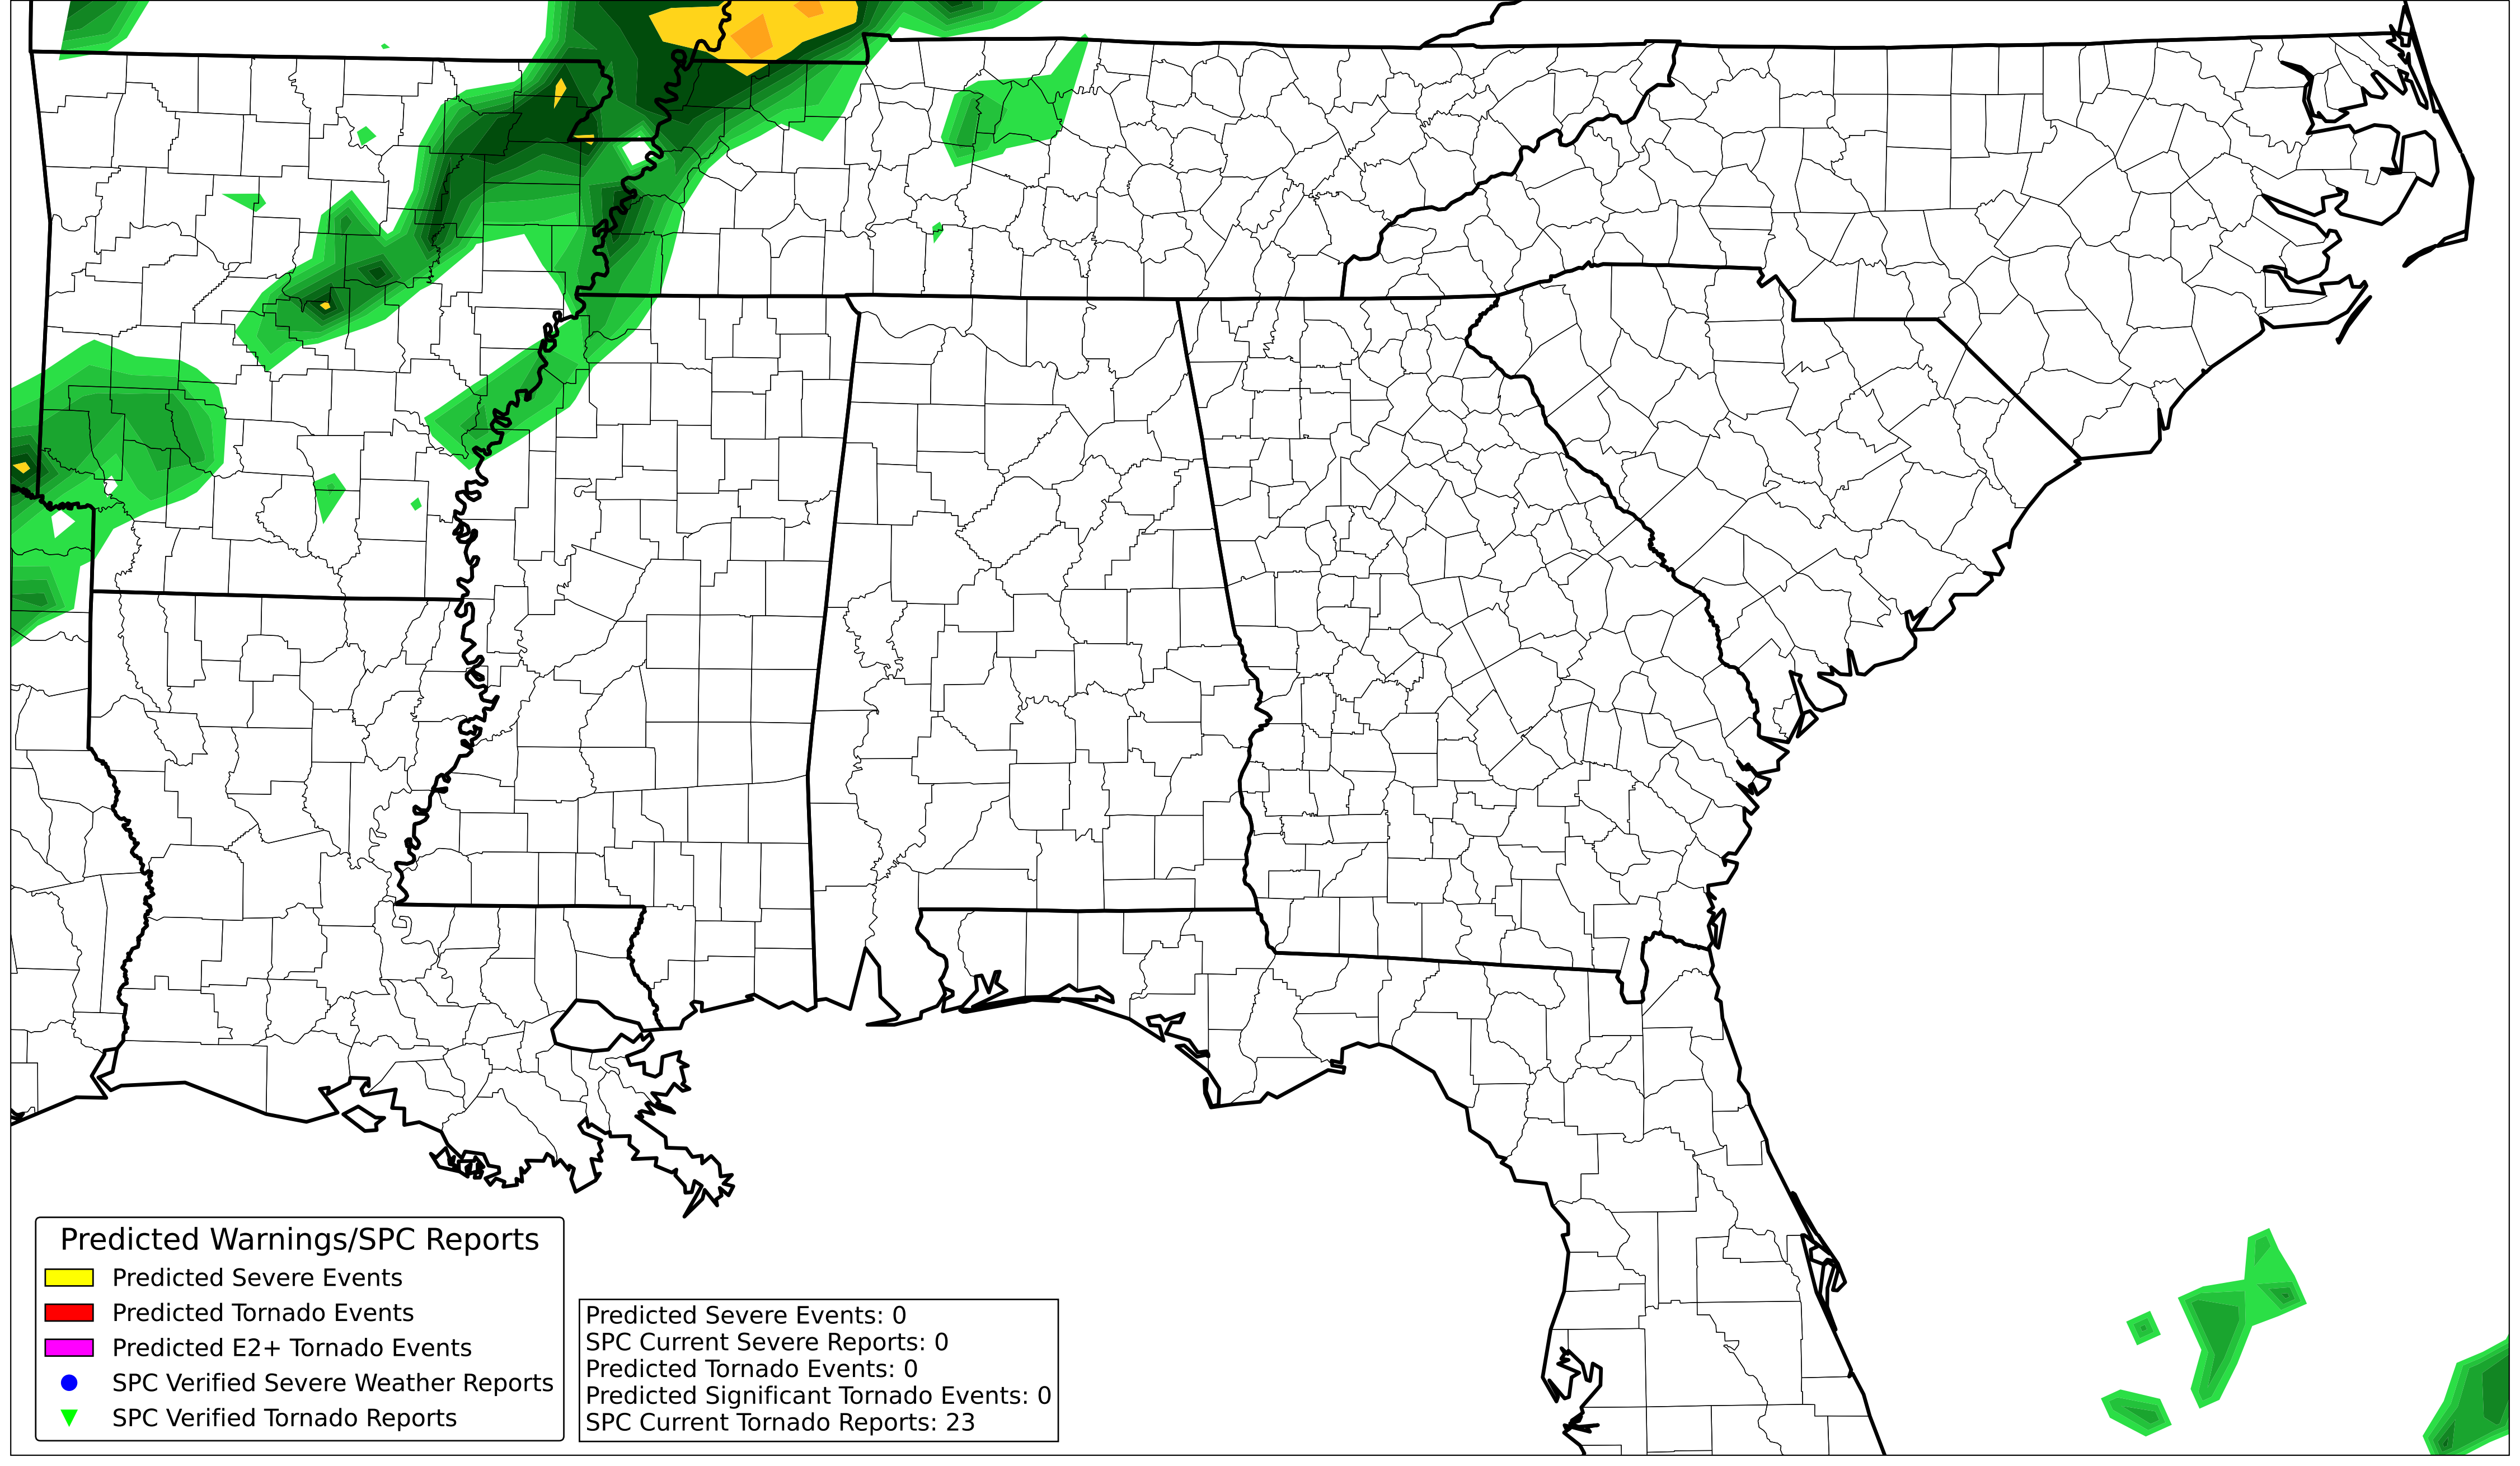 Predicted Warnings/SPC Reports
Predicted Severe Events
Predicted Tornado Events
Predicted E2+ Tornado Events
SPC Verified Severe Weather Reports
SPC Verified Tornado Reports
Predicted Severe Events: 0
SPC Current Severe Reports: 0
Predicted Tornado Events: 0
Predicted Significant Tornado Events: 0
SPC Current Tornado Reports: 23